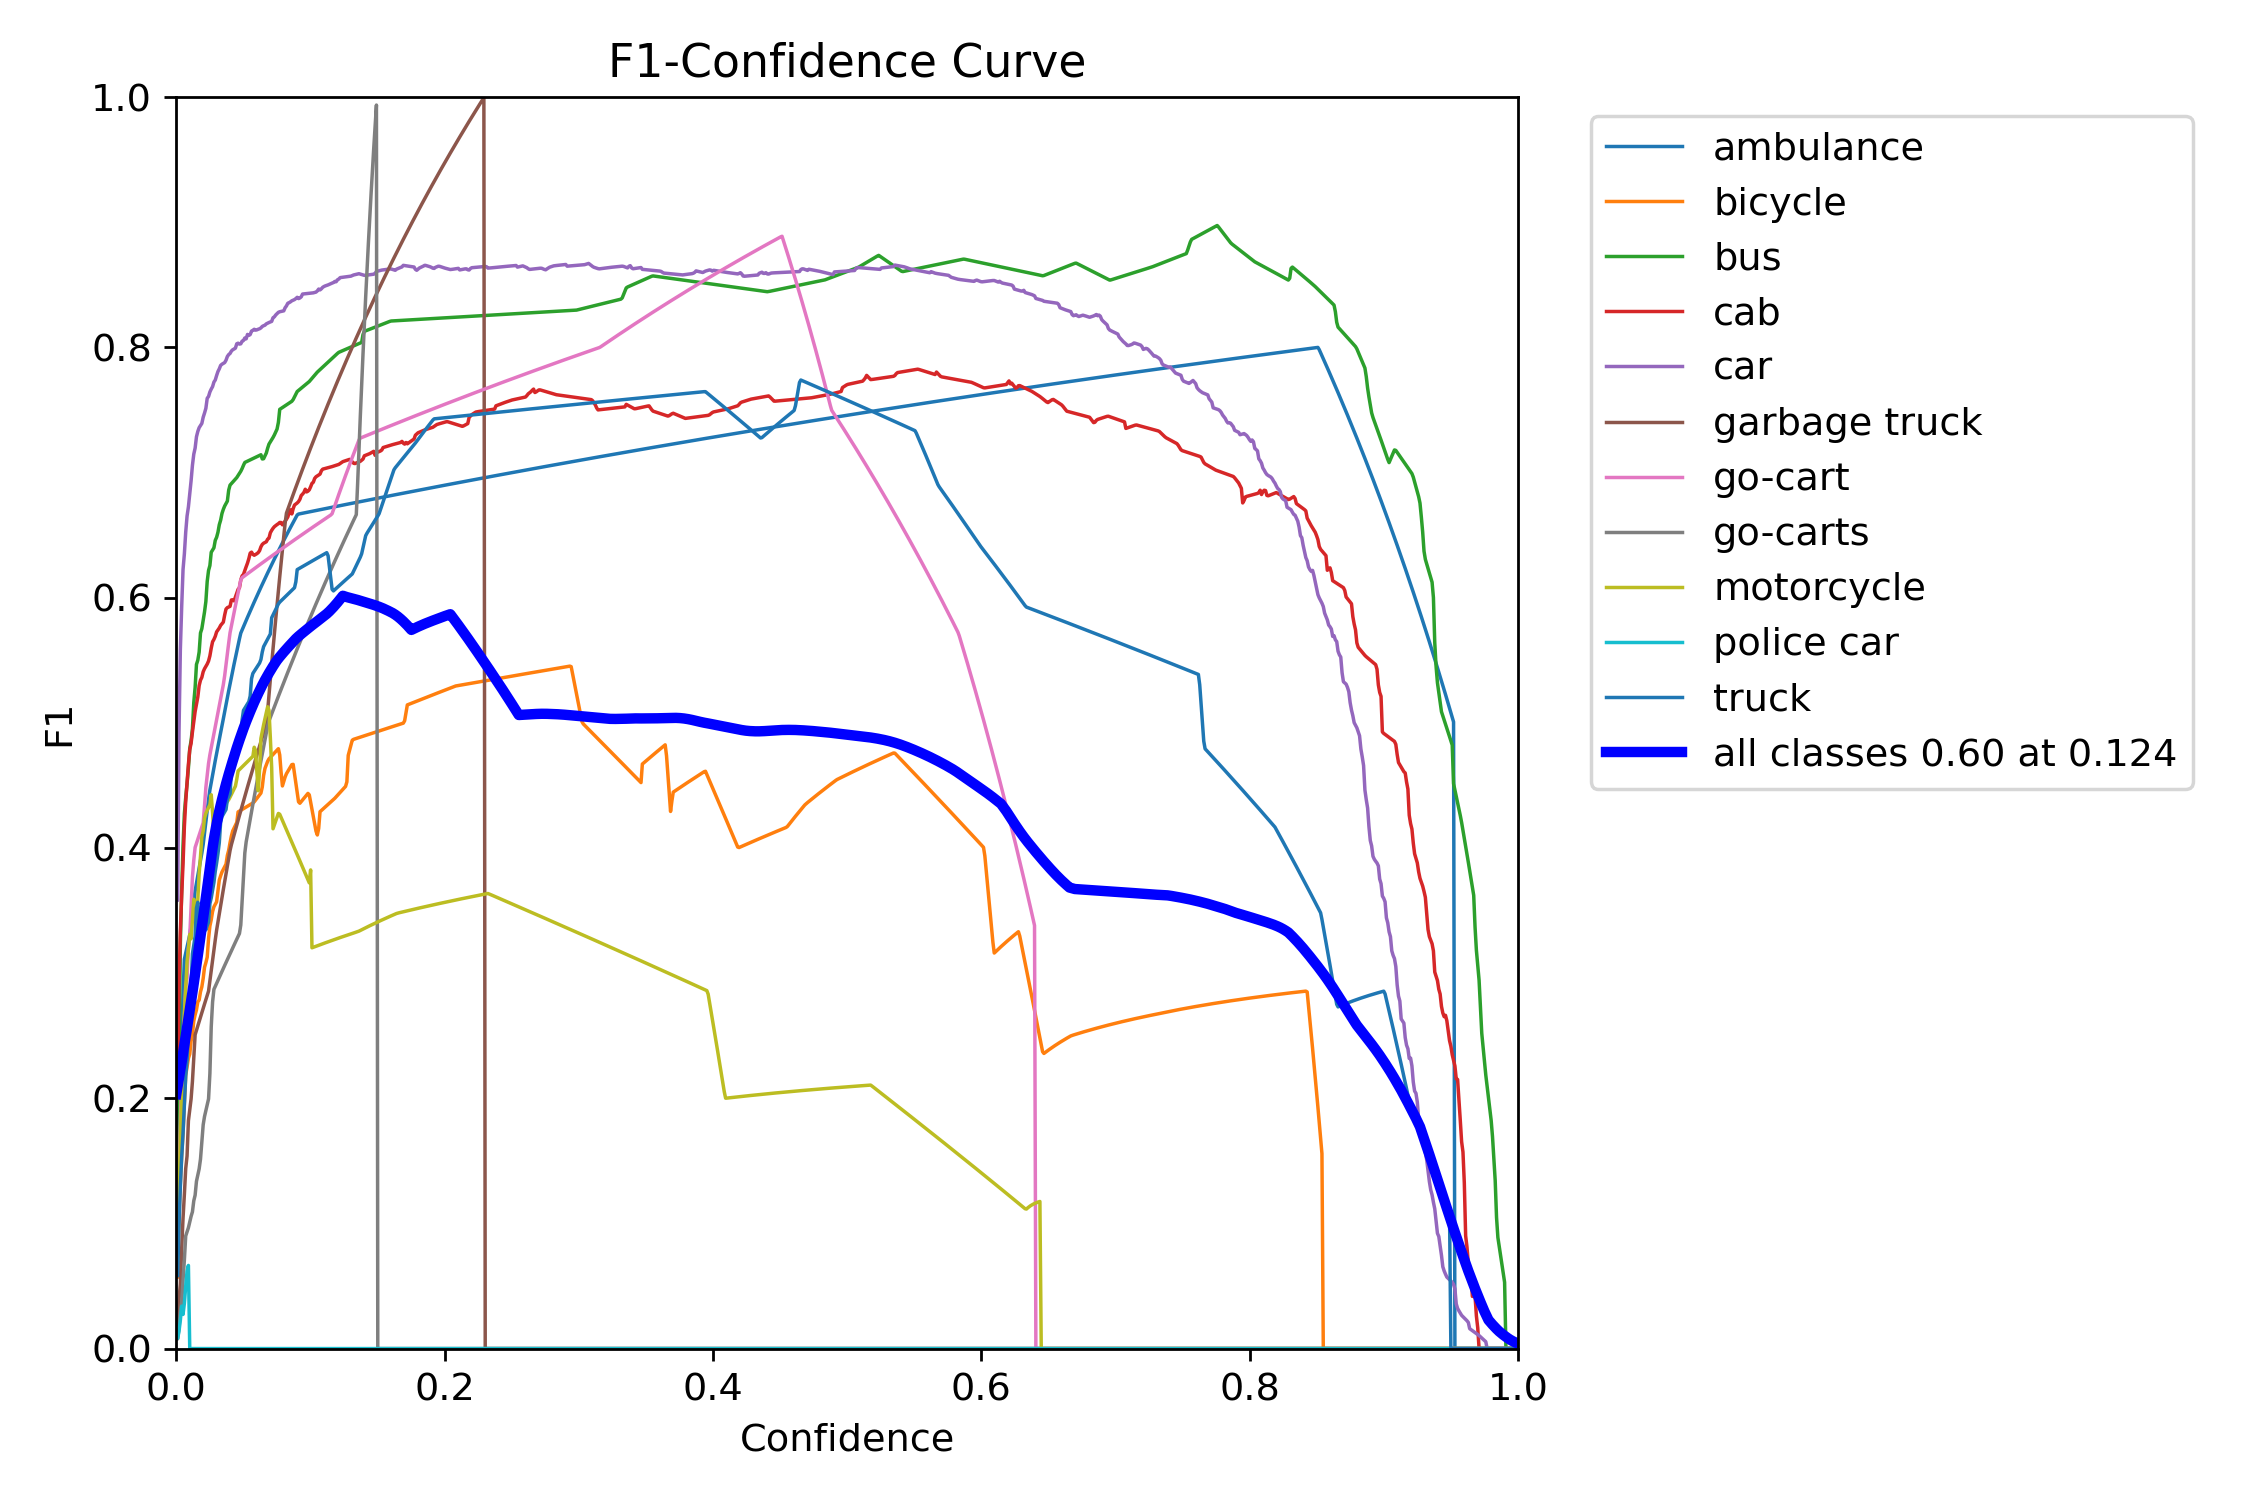 F1-Confidence Curve
1.0
0.8
0.6
0.4
0.2
0.0
F1
0.0 0.2 0.4 0.6 0.8 1.0
Confidence
ambulance
bicycle
bus
cab
car
garbage truck
go-cart
go-carts
motorcycle
police car
truck
all classes 0.60 at 0.124